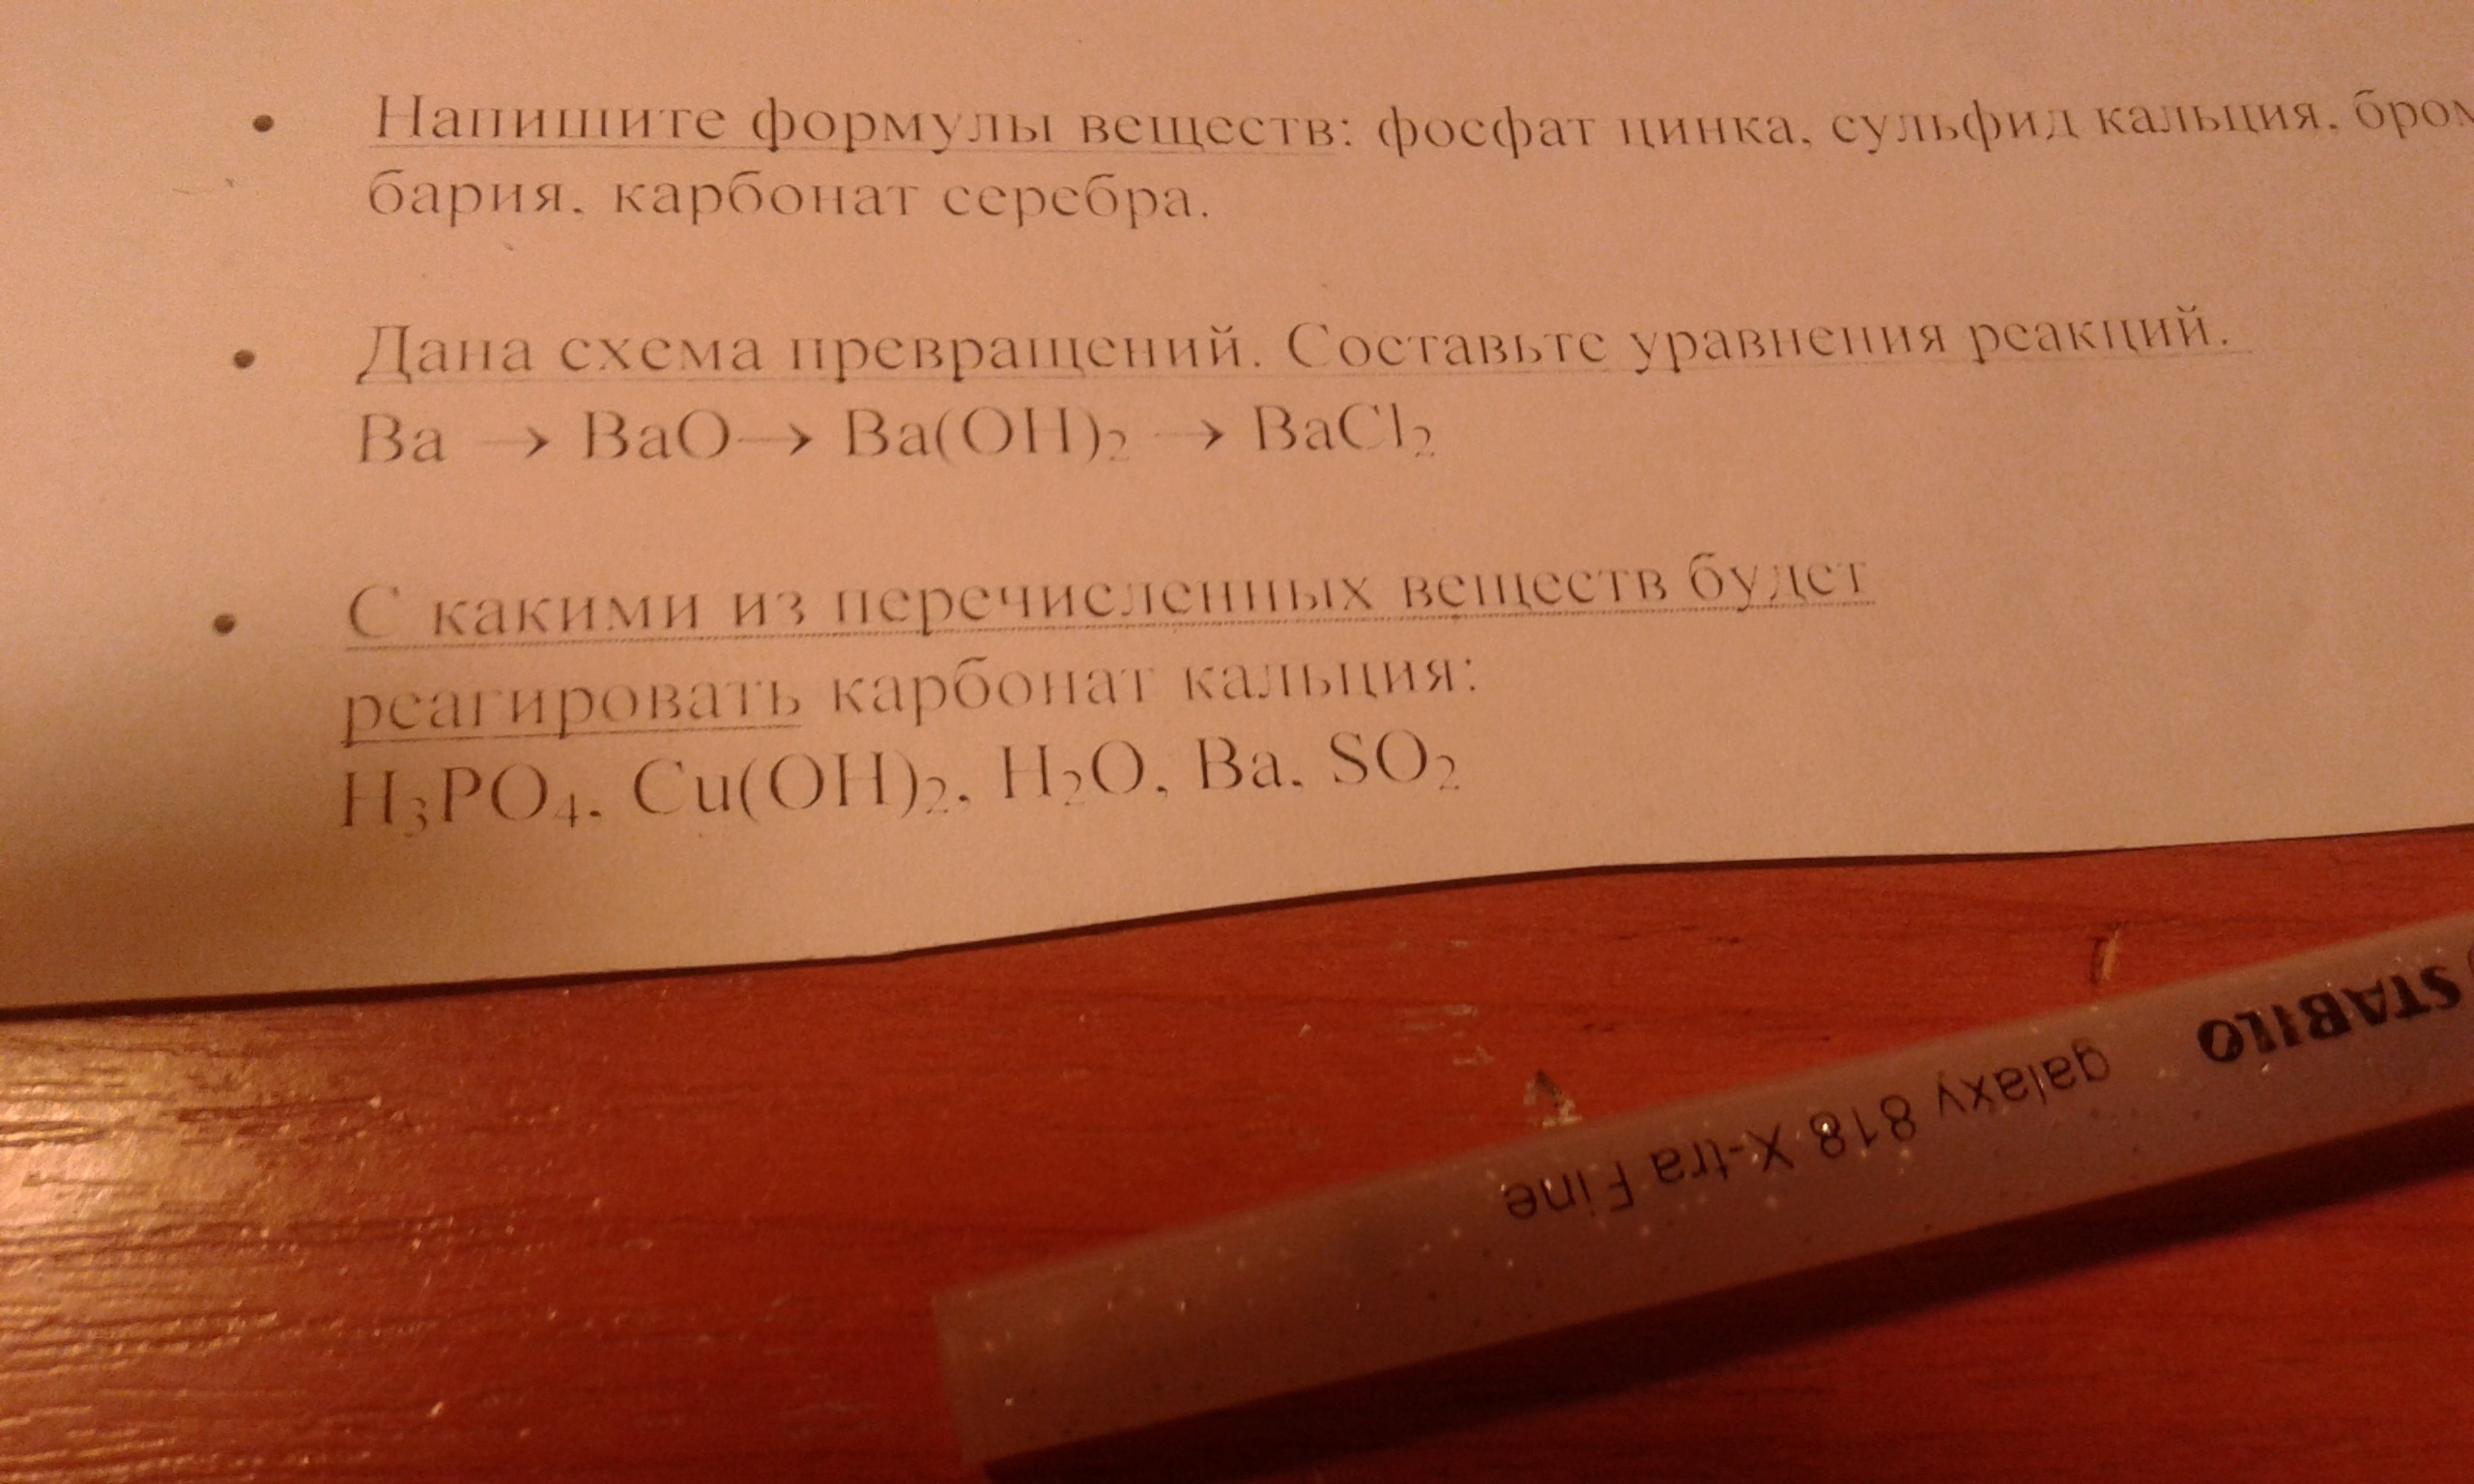 • Напишите формулы веществ: фосфат цинка, сульфид кальция, бром
бария, карбонат серебра.
• Дана схема превращений. Составьте уравнения реакций.
Ba → BaO→ Ba(OH)₂ → BaCl₂
• С какими из перечисленных веществ будет
реагировать карбонат кальция:
H₃PO₄, Cu(OH)₂, H₂O, Ba, SO₂
STABILO galaxy 818 X-tra Fine